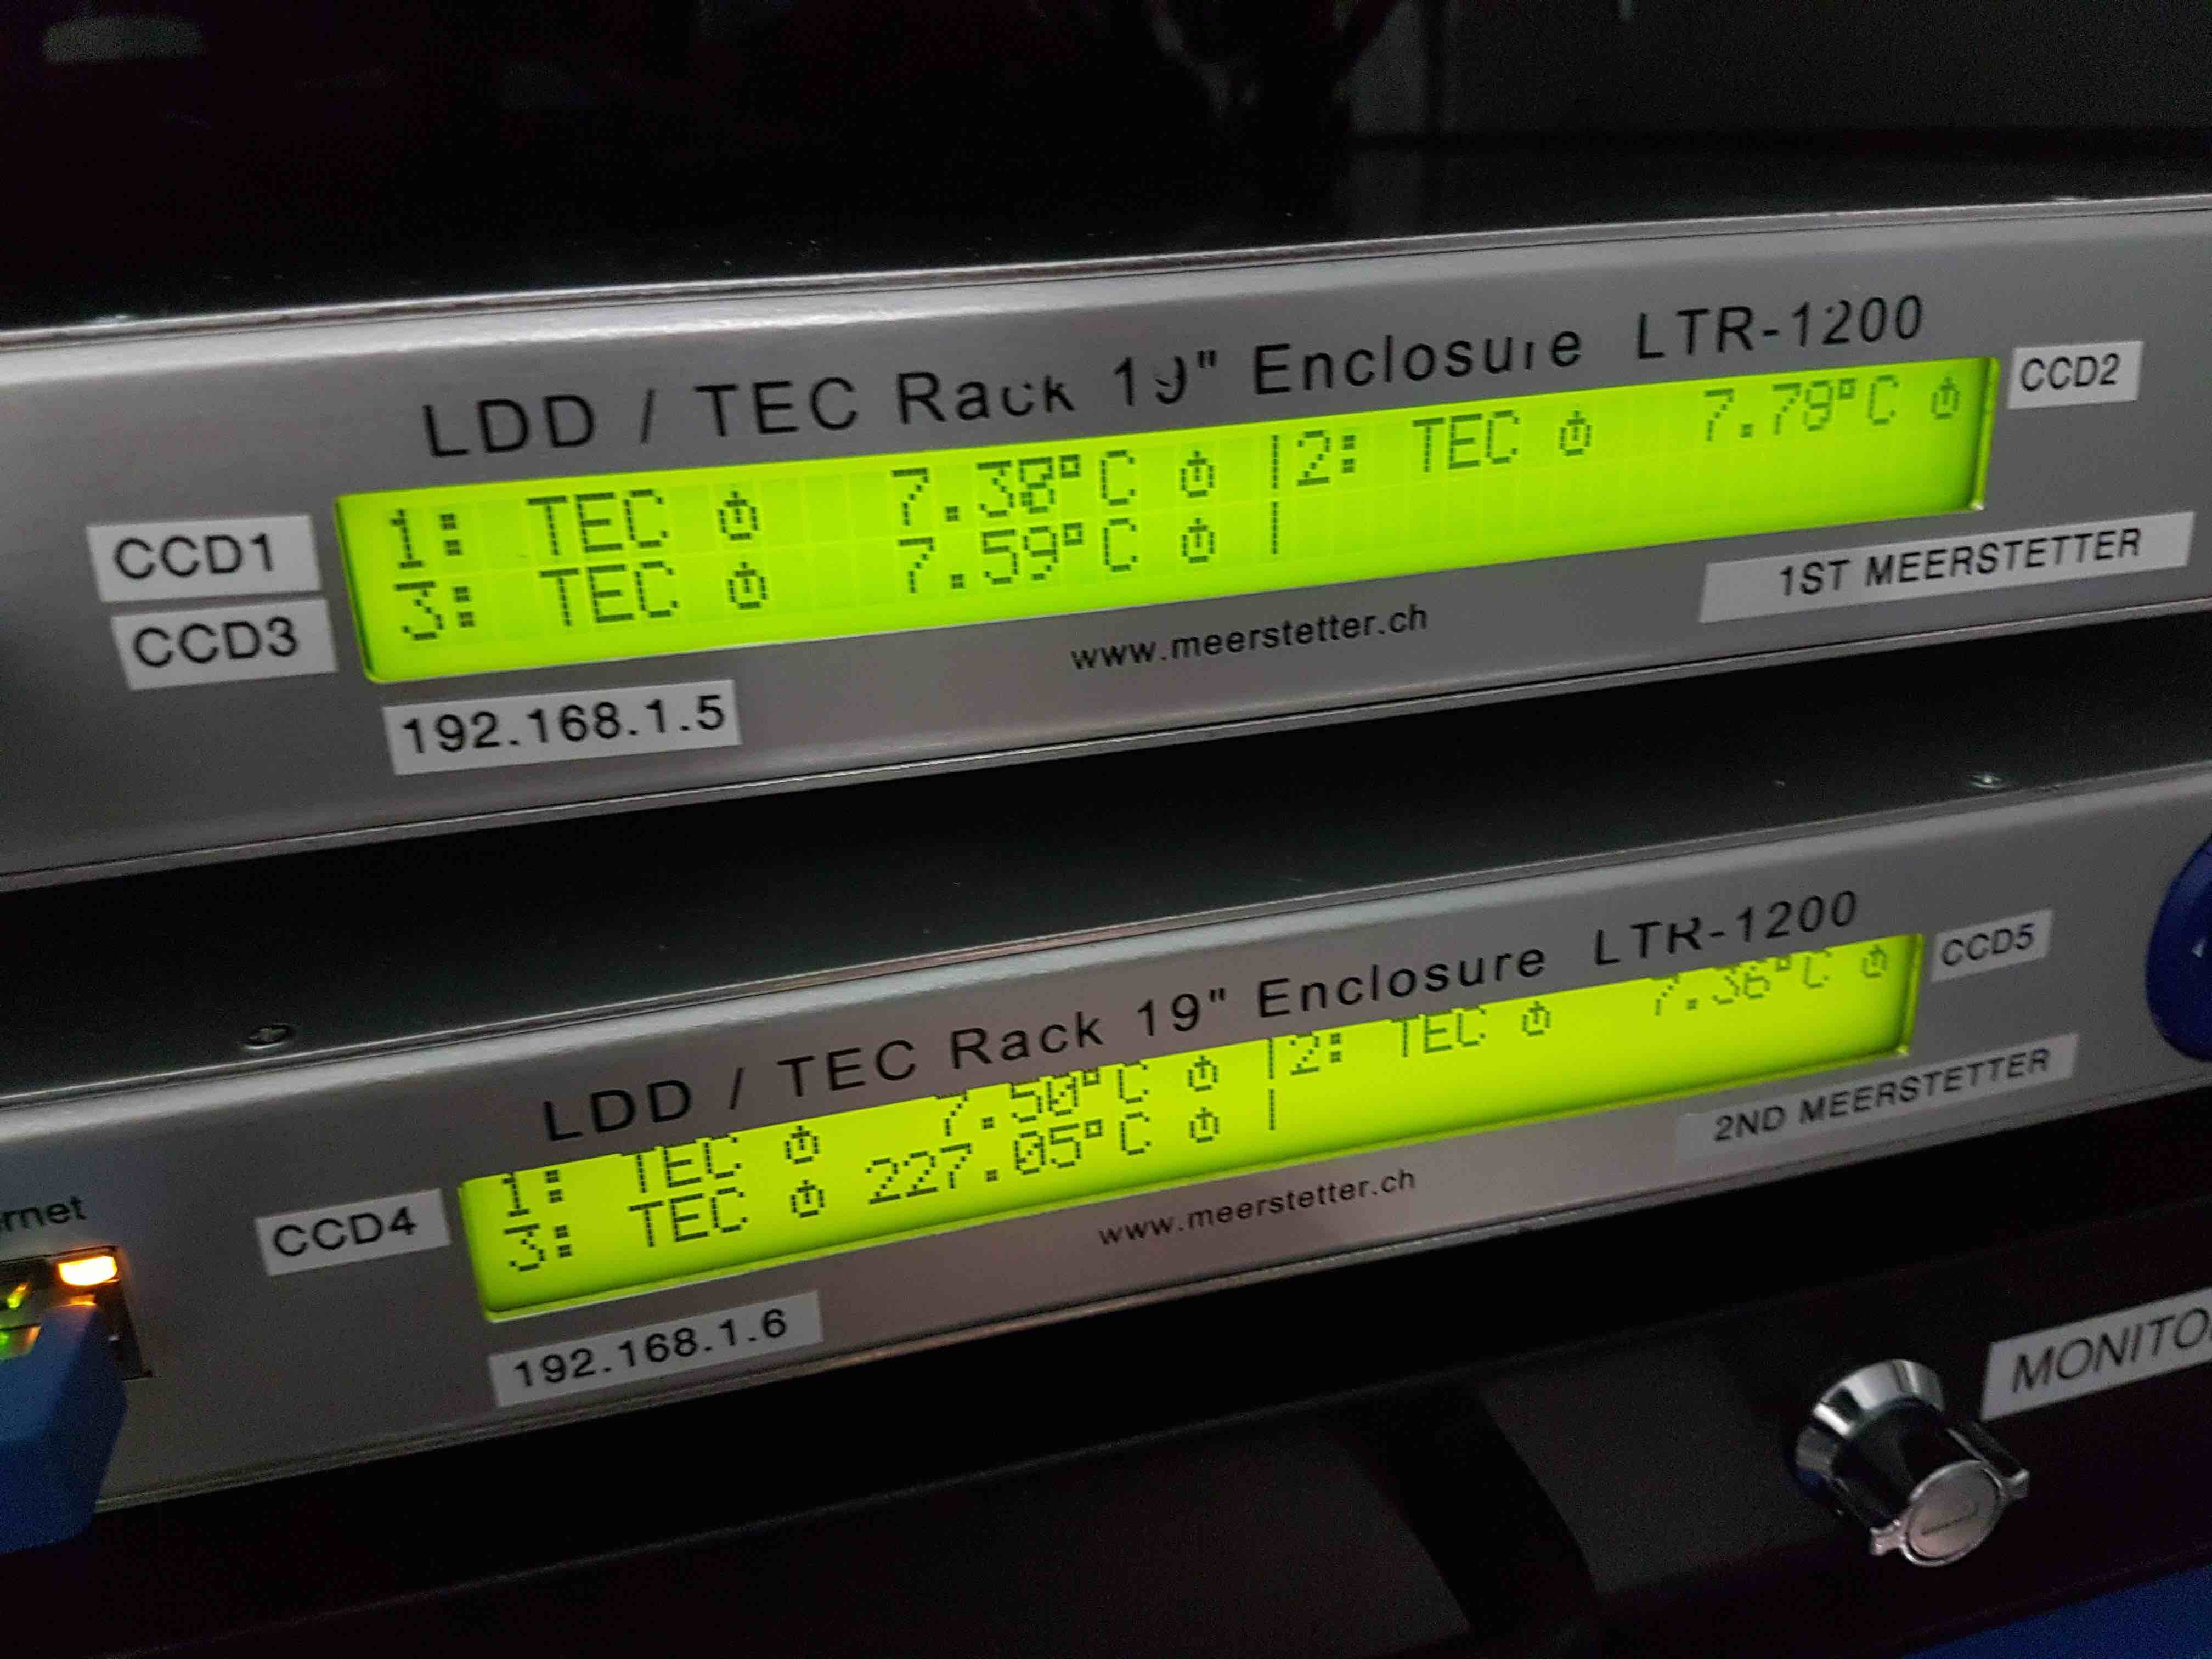 LDD / TEC Rack 19" Enclosure LTR-1200
CCD1
1: TEC 7.38°C |2: TEC 7.79°C
CCD2
CCD3
3: TEC 7.59°C |
1ST MEERSTETTER
www.meerstetter.ch
192.168.1.5
LDD / TEC Rack 19" Enclosure LTR-1200
CCD4
1: TEC 7.50°C |2: TEC 7.36°C
CCD5
3: TEC 227.05°C |
2ND MEERSTETTER
www.meerstetter.ch
192.168.1.6
rnet
MONITO